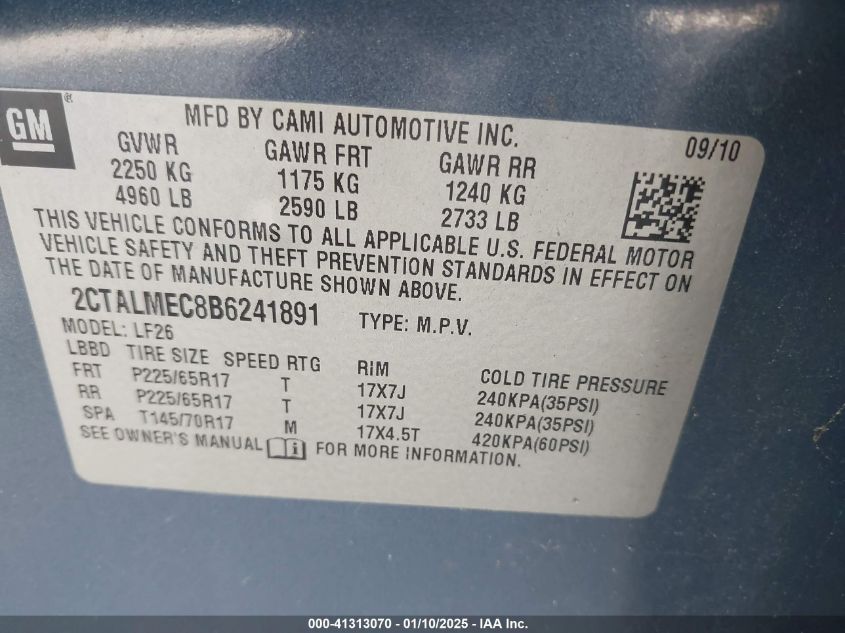 GM®
MFD BY CAMI AUTOMOTIVE INC.
09/10
GVWR GAWR FRT GAWR RR
2250 KG 1175 KG 1240 KG
4960 LB 2590 LB 2733 LB
THIS VEHICLE CONFORMS TO ALL APPLICABLE U.S. FEDERAL MOTOR
VEHICLE SAFETY AND THEFT PREVENTION STANDARDS IN EFFECT ON
THE DATE OF MANUFACTURE SHOWN ABOVE.
2CTALMEC8B6241891 TYPE: M.P.V.
MODEL: LF26
LBBD TIRE SIZE SPEED RTG RIM COLD TIRE PRESSURE
FRT P225/65R17 T 17X7J 240KPA(35PSI)
RR P225/65R17 T 17X7J 240KPA(35PSI)
SPA T145/70R17 M 17X4.5T 420KPA(60PSI)
SEE OWNER'S MANUAL FOR MORE INFORMATION.
000-41313070 - 01/10/2025 - IAA Inc.